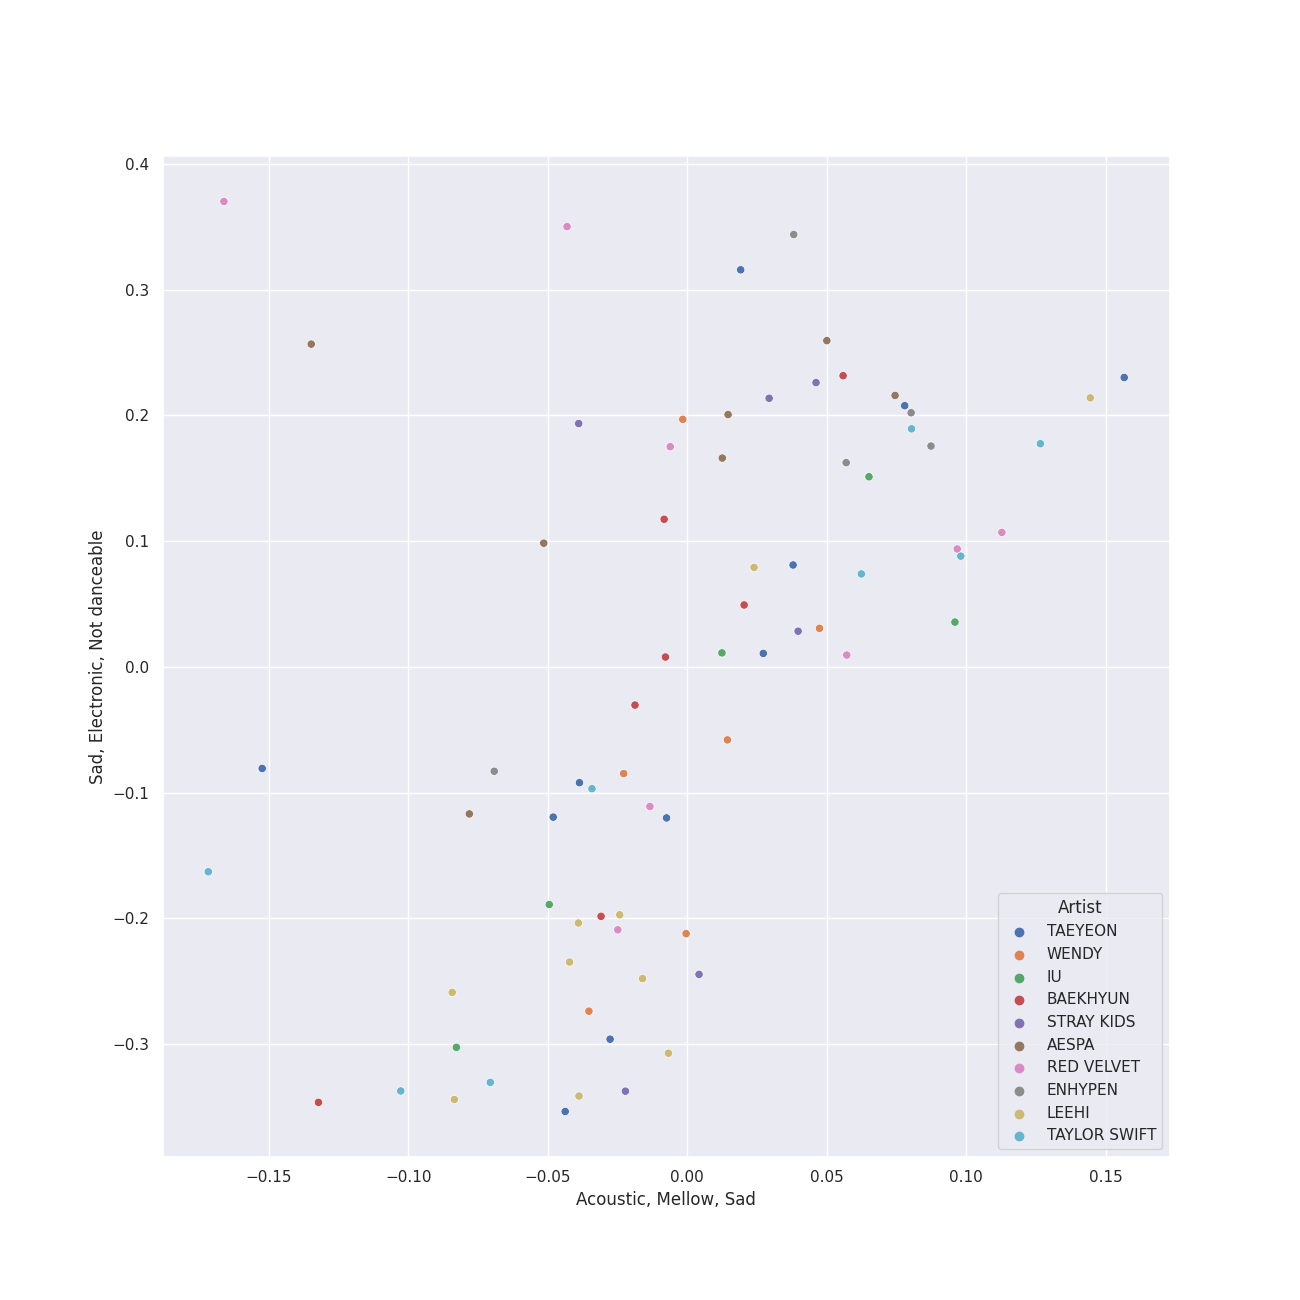 0.4
0.3
0.2
0.1
0.0
−0.1
−0.2
−0.3
Sad, Electronic, Not danceable
−0.15
−0.10
−0.05
0.00
0.05
0.10
0.15
Acoustic, Mellow, Sad
Artist
TAEYEON
WENDY
IU
BAEKHYUN
STRAY KIDS
AESPA
RED VELVET
ENHYPEN
LEEHI
TAYLOR SWIFT